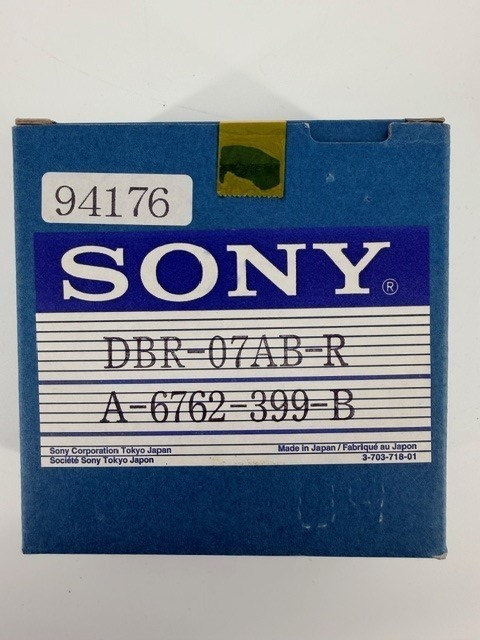 94176
SONY®
DBR-07AB-R
A-6762-399-B
Sony Corporation Tokyo Japan
Société Sony Tokyo Japon
Made in Japan / Fabriqué au Japon
3-703-718-01